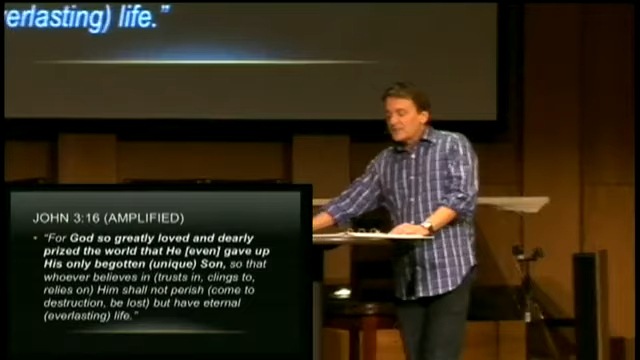 (everlasting) life.”
JOHN 3:16 (AMPLIFIED)
• “For God so greatly loved and dearly
prized the world that He [even] gave up
His only begotten (unique) Son, so that
whoever believes in (trusts in, clings to,
relies on) Him shall not perish (come to
destruction, be lost) but have eternal
(everlasting) life.”